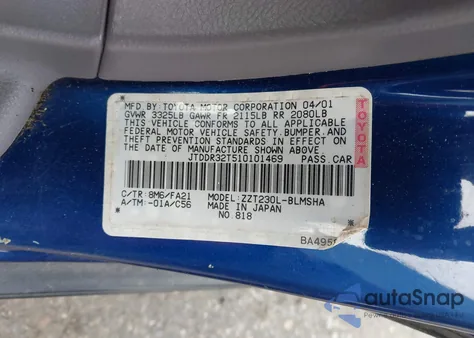 MFD. BY TOYOTA MOTOR CORPORATION 04/01
GVWR 3325LB GAWR FR 2115LB RR 2080LB
THIS VEHICLE CONFORMS TO ALL APPLICABLE
FEDERAL MOTOR VEHICLE SAFETY, BUMPER, AND
THEFT PREVENTION STANDARDS IN EFFECT ON
THE DATE OF MANUFACTURE SHOWN ABOVE.
JTDDR32T510101469 PASS. CAR
TOYOTA
C/TR: 8M6/FA21 MODEL: ZZT230L-BLMSHA
A/TM: -01A/C56 MADE IN JAPAN
NO. 818
BA495
autoSnap